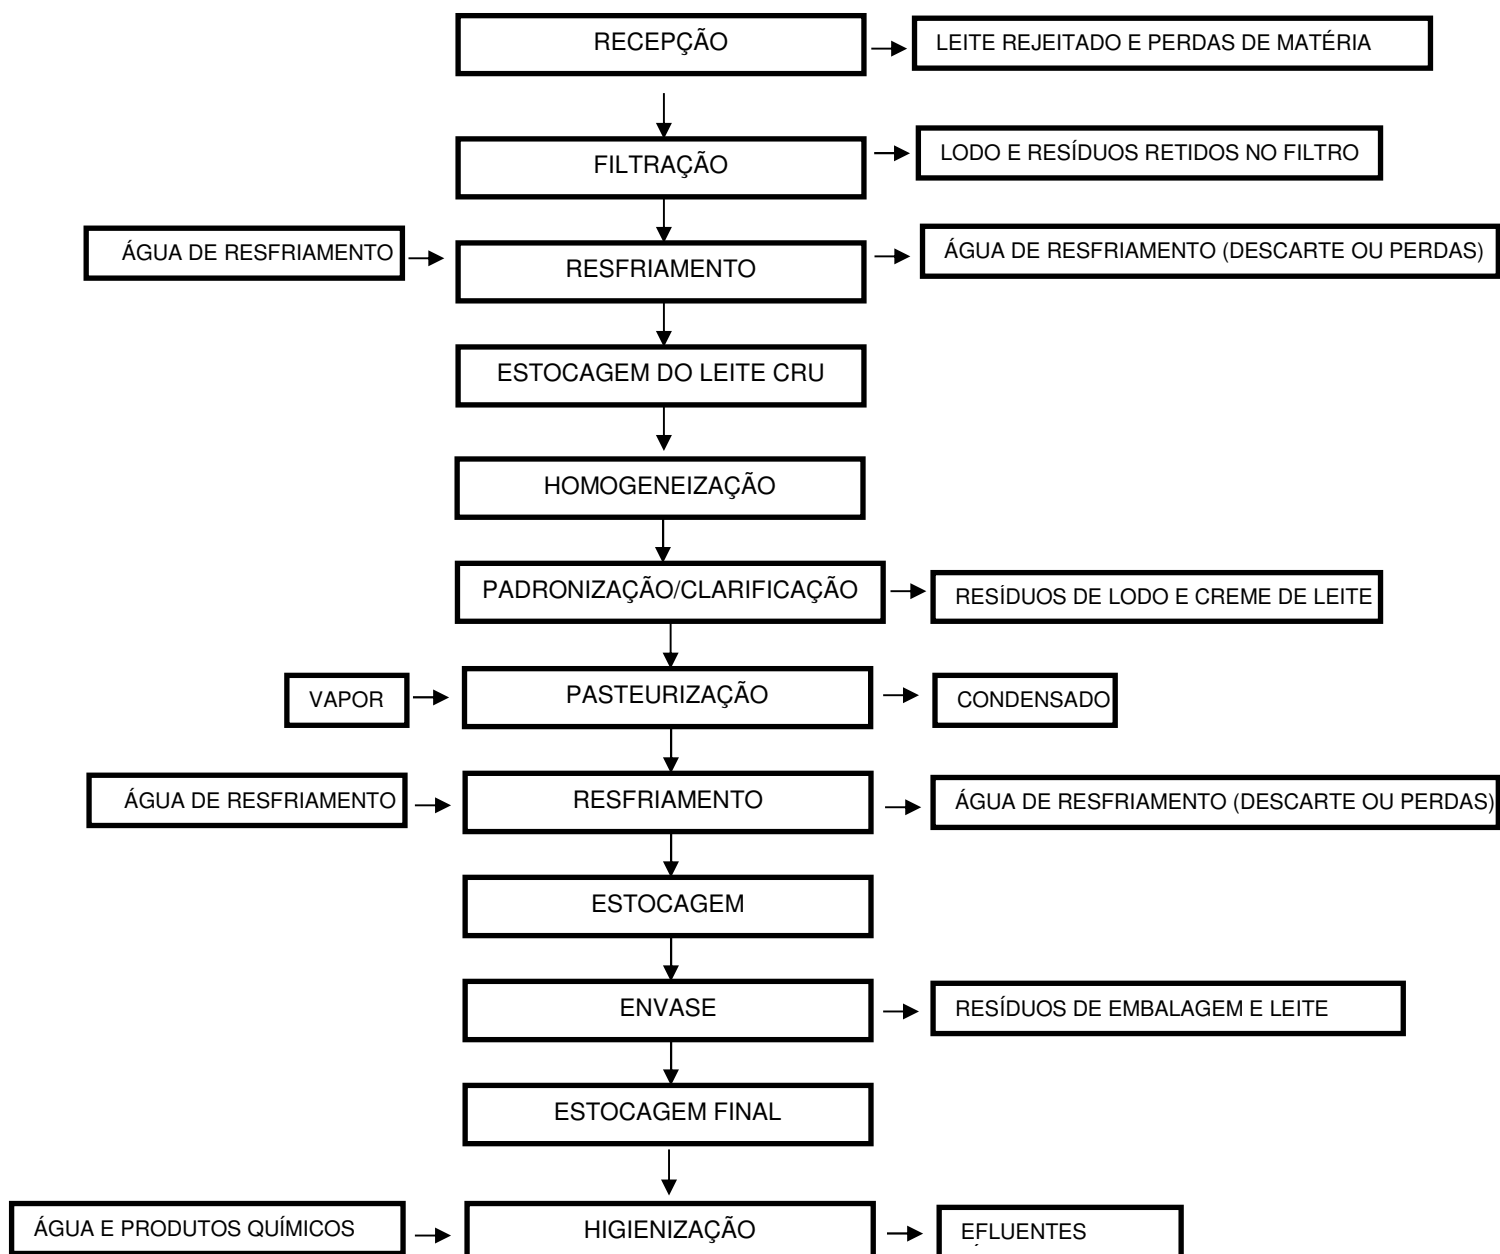 RECEPÇÃO
LEITE REJEITADO E PERDAS DE MATÉRIA
FILTRAÇÃO
LODO E RESÍDUOS RETIDOS NO FILTRO
ÁGUA DE RESFRIAMENTO
RESFRIAMENTO
ÁGUA DE RESFRIAMENTO (DESCARTE OU PERDAS)
ESTOCAGEM DO LEITE CRU
HOMOGENEIZAÇÃO
PADRONIZAÇÃO/CLARIFICAÇÃO
RESÍDUOS DE LODO E CREME DE LEITE
VAPOR
PASTEURIZAÇÃO
CONDENSADO
ÁGUA DE RESFRIAMENTO
RESFRIAMENTO
ÁGUA DE RESFRIAMENTO (DESCARTE OU PERDAS)
ESTOCAGEM
ENVASE
RESÍDUOS DE EMBALAGEM E LEITE
ESTOCAGEM FINAL
ÁGUA E PRODUTOS QUÍMICOS
HIGIENIZAÇÃO
EFLUENTES